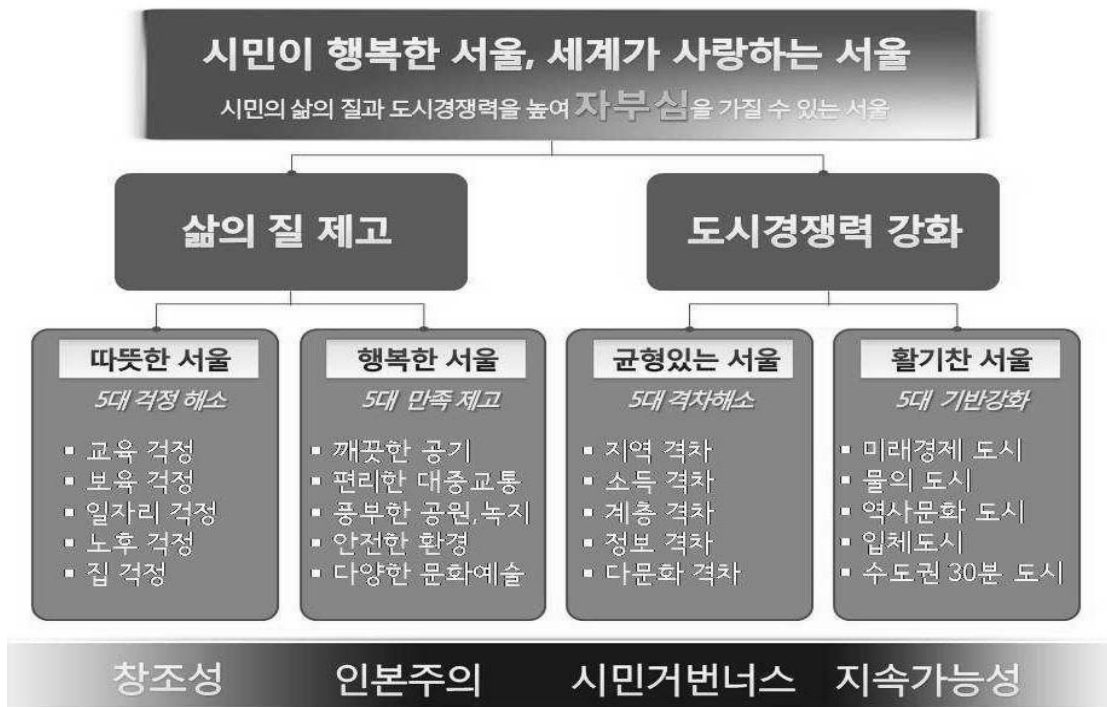 시민이 행복한 서울, 세계가 사랑하는 서울
시민의 삶의 질과 도시경쟁력을 높여 자부심을 가질 수 있는 서울
삶의 질 제고
도시경쟁력 강화
따뜻한 서울
5대 걱정 해소
▪ 교육 걱정
▪ 보육 걱정
▪ 일자리 걱정
▪ 노후 걱정
▪ 집 걱정
행복한 서울
5대 만족 제고
▪ 깨끗한 공기
▪ 편리한 대중교통
▪ 풍부한 공원,녹지
▪ 안전한 환경
▪ 다양한 문화예술
균형있는 서울
5대 격차해소
▪ 지역 격차
▪ 소득 격차
▪ 계층 격차
▪ 정보 격차
▪ 다문화 격차
활기찬 서울
5대 기반강화
▪ 미래경제 도시
▪ 물의 도시
▪ 역사문화 도시
▪ 입체도시
▪ 수도권 30분 도시
창조성 인본주의 시민거번너스 지속가능성